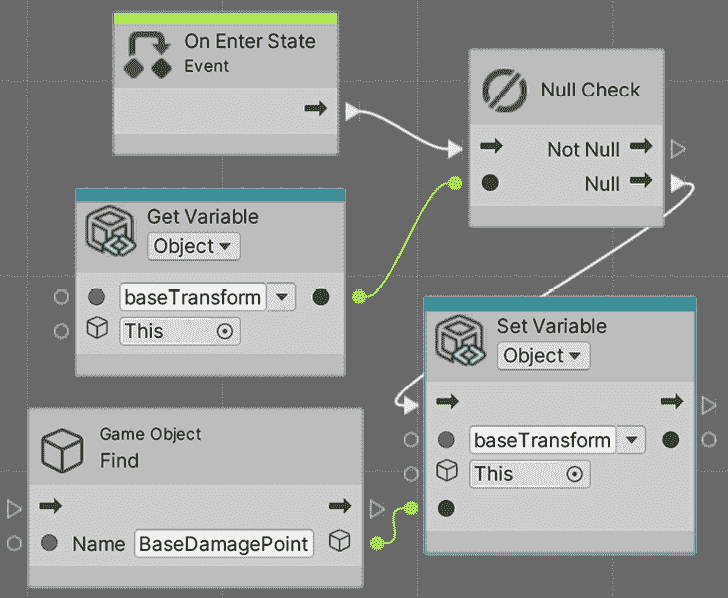 On Enter State
Event
Null Check
Not Null
Null
Get Variable
Object
baseTransform
This
Set Variable
Object
baseTransform
This
Game Object
Find
Name BaseDamagePoint